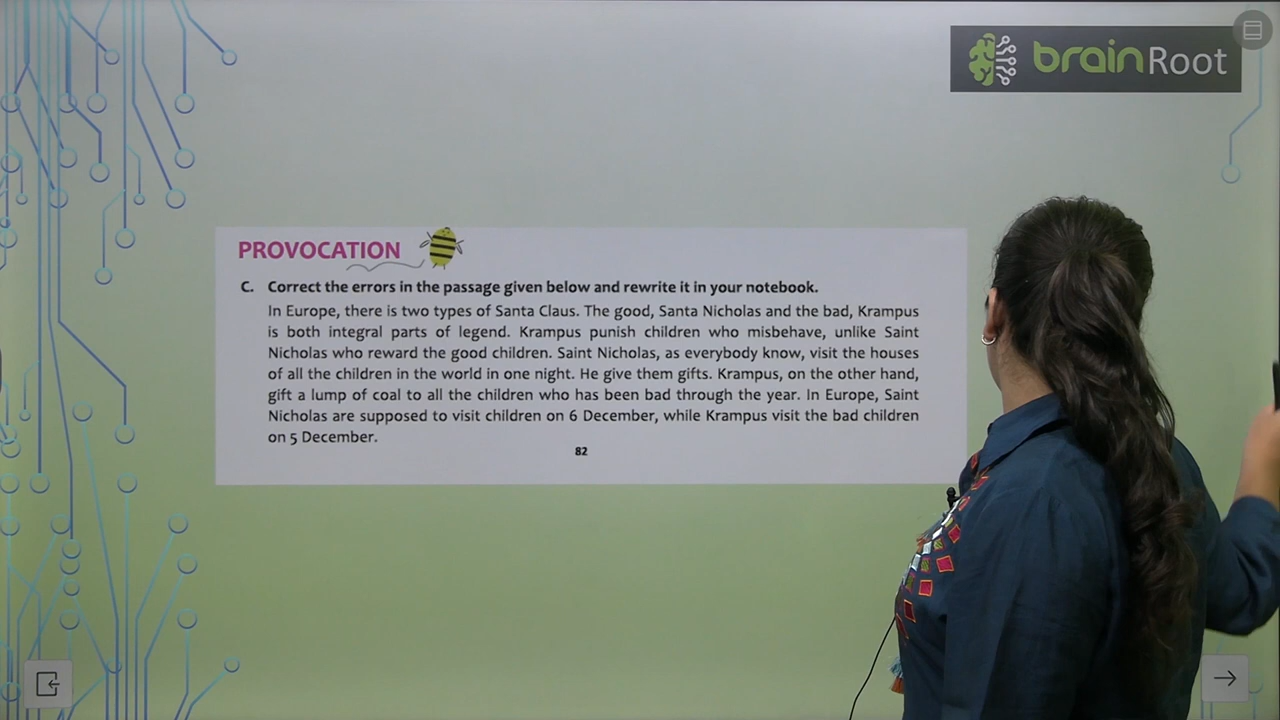 brainRoot
PROVOCATION
C. Correct the errors in the passage given below and rewrite it in your notebook.
In Europe, there is two types of Santa Claus. The good, Santa Nicholas and the bad, Krampus
is both integral parts of legend. Krampus punish children who misbehave, unlike Saint
Nicholas who reward the good children. Saint Nicholas, as everybody know, visit the houses
of all the children in the world in one night. He give them gifts. Krampus, on the other hand,
gift a lump of coal to all the children who has been bad through the year. In Europe, Saint
Nicholas are supposed to visit children on 6 December, while Krampus visit the bad children
on 5 December.
82